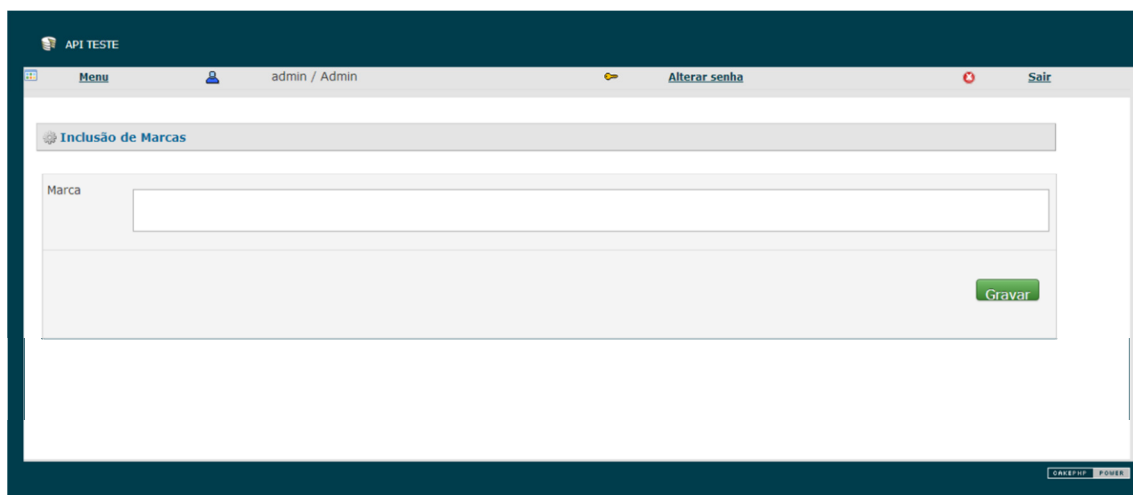 API TESTE
Menu admin / Admin Alterar senha Sair
Inclusão de Marcas
Marca
Gravar
CAKEPHP POWER